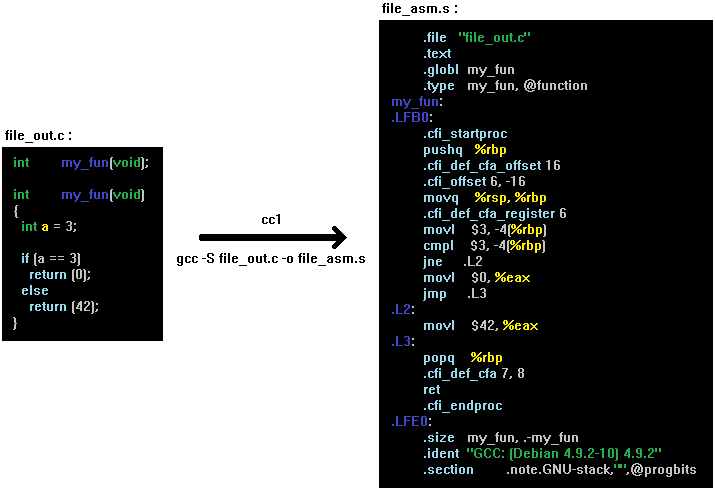 file_out.c :
int my_fun(void);
int my_fun(void)
{
int a = 3;
if (a == 3)
return (0);
else
return (42);
}
cc1
gcc -S file_out.c -o file_asm.s
file_asm.s :
.file "file_out.c"
.text
.globl my_fun
.type my_fun, @function
my_fun:
.LFB0:
.cfi_startproc
pushq %rbp
.cfi_def_cfa_offset 16
.cfi_offset 6, -16
movq %rsp, %rbp
.cfi_def_cfa_register 6
movl $3, -4(%rbp)
cmpl $3, -4(%rbp)
jne .L2
movl $0, %eax
jmp .L3
.L2:
movl $42, %eax
.L3:
popq %rbp
.cfi_def_cfa 7, 8
ret
.cfi_endproc
.LFE0:
.size my_fun, .-my_fun
.ident "GCC: (Debian 4.9.2-10) 4.9.2"
.section .note.GNU-stack,"",@progbits